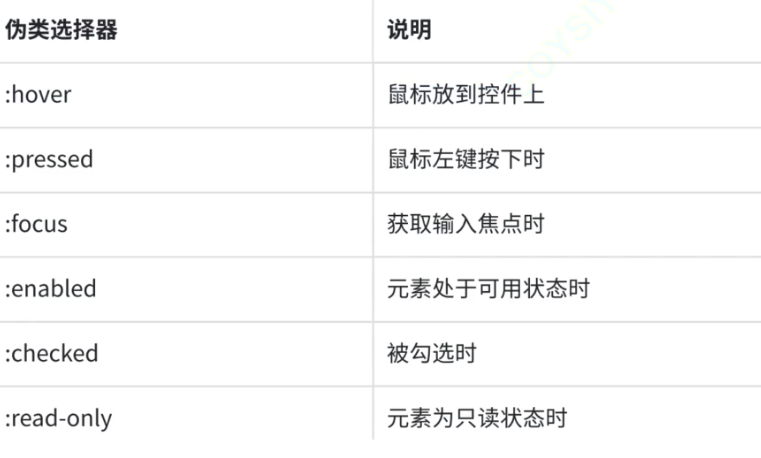 伪类选择器 说明
:hover 鼠标放到控件上
:pressed 鼠标左键按下时
:focus 获取输入焦点时
:enabled 元素处于可用状态时
:checked 被勾选时
:read-only 元素为只读状态时